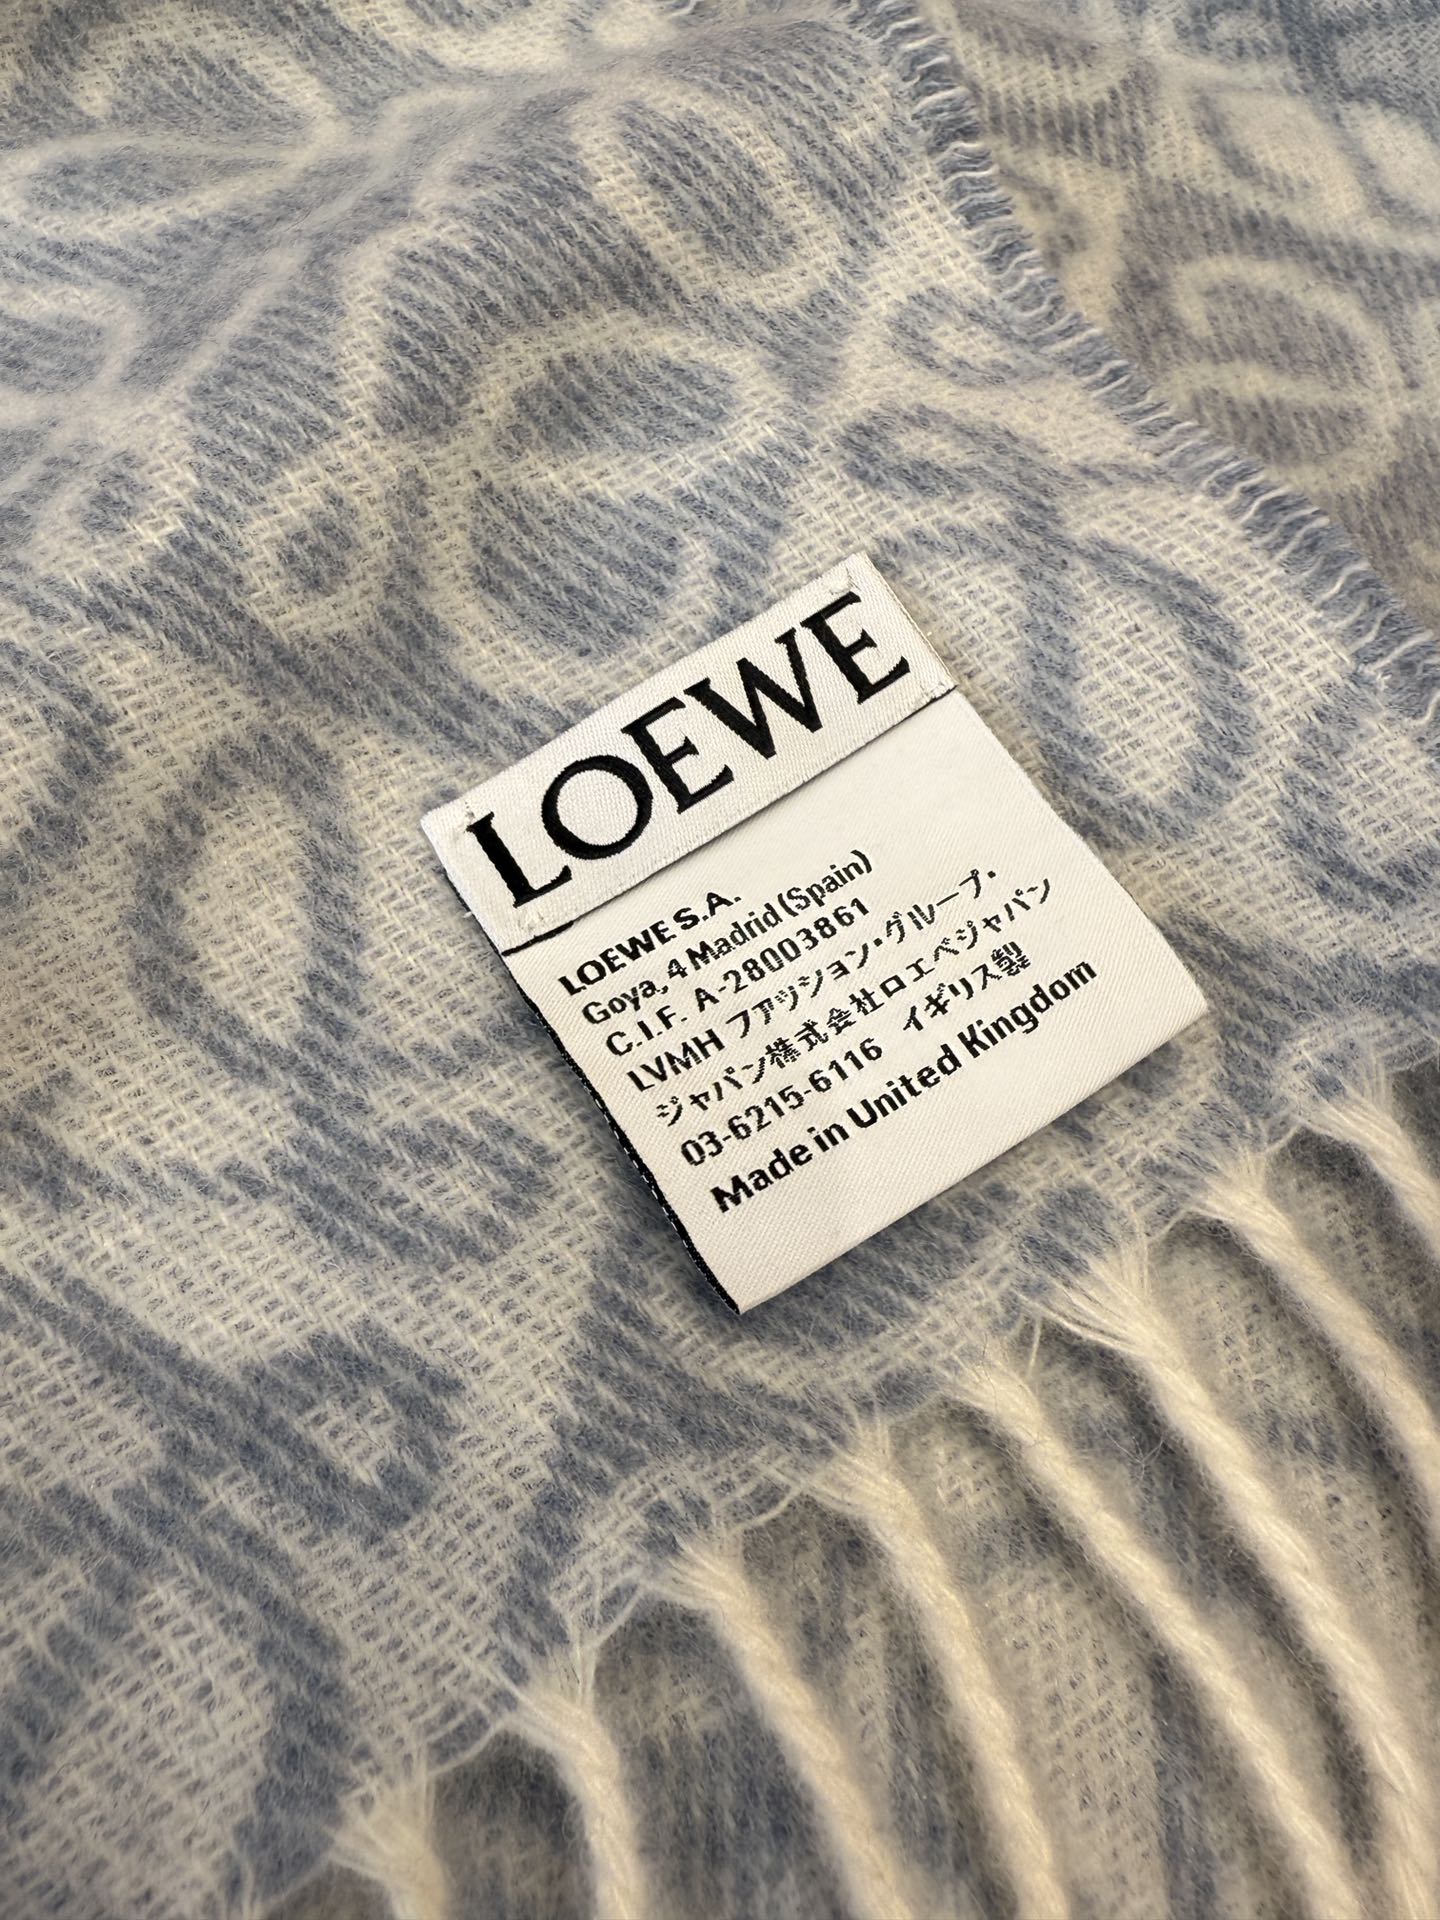 LOEWE
LOEWE S.A.
Goya, 4 Madrid (Spain)
C.I.F. A-28003861
LVMH ファッション・グループ・
ジャパン株式会社ロエベジャパン
03-6215-6116 イギリス製
Made in United Kingdom